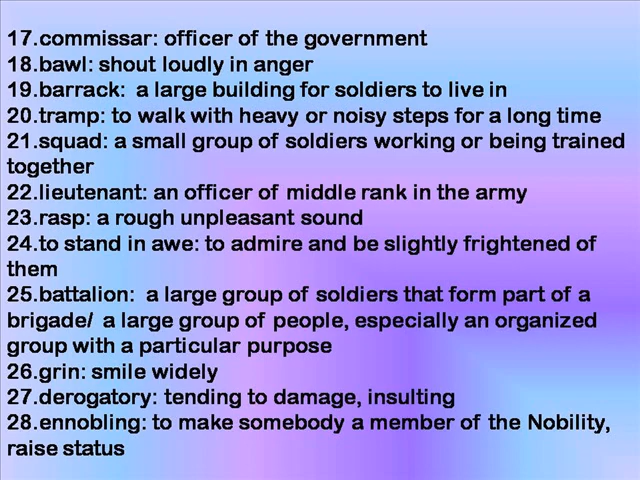 17.commissar: officer of the government
18.bawl: shout loudly in anger
19.barrack:  a large building for soldiers to live in
20.tramp: to walk with heavy or noisy steps for a long time
21.squad: a small group of soldiers working or being trained
together
22.lieutenant: an officer of middle rank in the army
23.rasp: a rough unpleasant sound
24.to stand in awe: to admire and be slightly frightened of
them
25.battalion:  a large group of soldiers that form part of a
brigade/  a large group of people, especially an organized
group with a particular purpose
26.grin: smile widely
27.derogatory: tending to damage, insulting
28.ennobling: to make somebody a member of the Nobility,
raise status